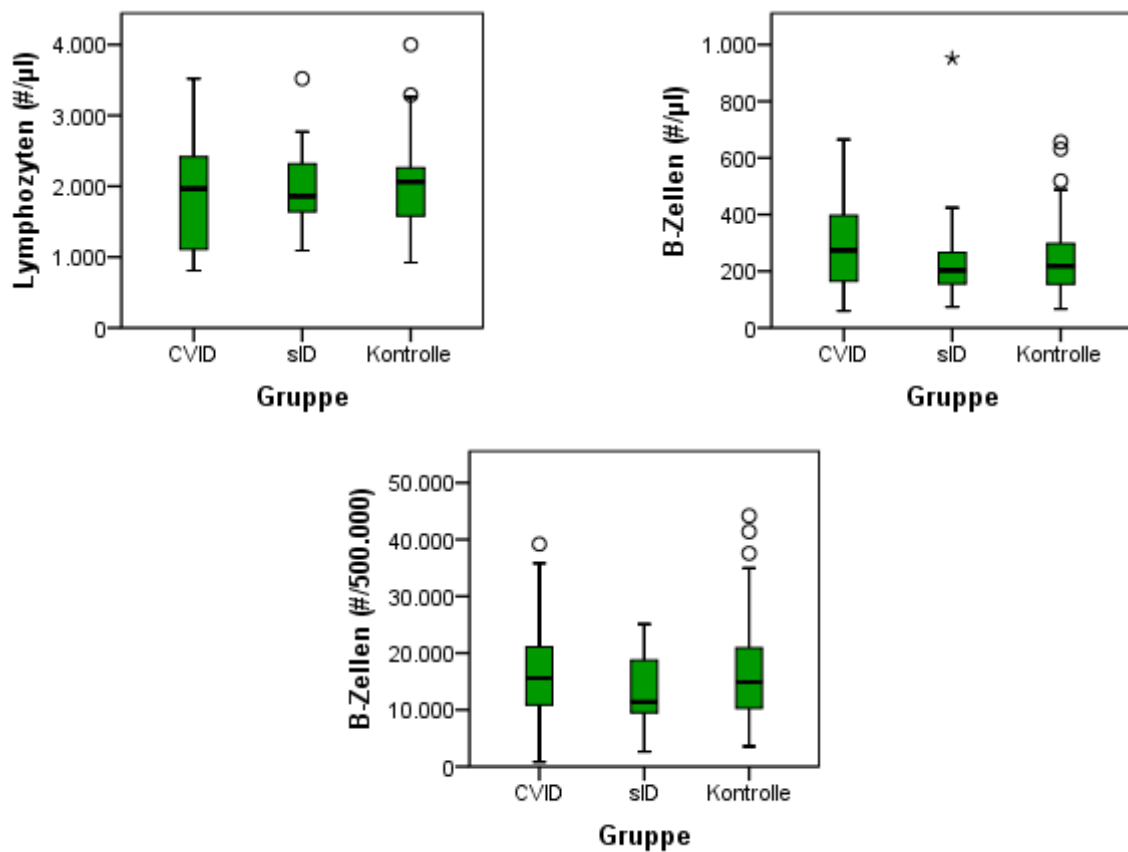 Lymphozyten (#/µl)
4.000
3.000
2.000
1.000
0
CVID sID Kontrolle
Gruppe
B-Zellen (#/µl)
1.000
800
600
400
200
0
CVID sID Kontrolle
Gruppe
B-Zellen (#/500.000)
50.000
40.000
30.000
20.000
10.000
0
CVID sID Kontrolle
Gruppe